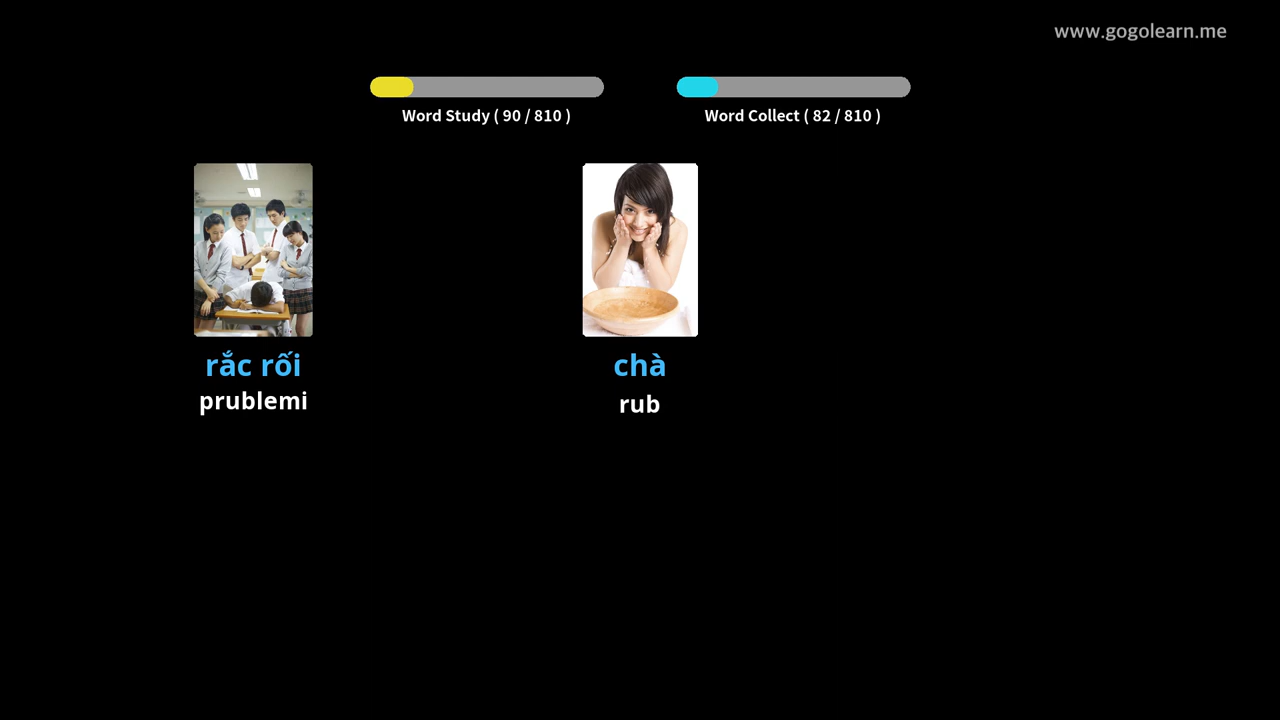 www.gogolearn.me
Word Study ( 90 / 810 )
Word Collect ( 82 / 810 )
rắc rối
prublemi
chà
rub